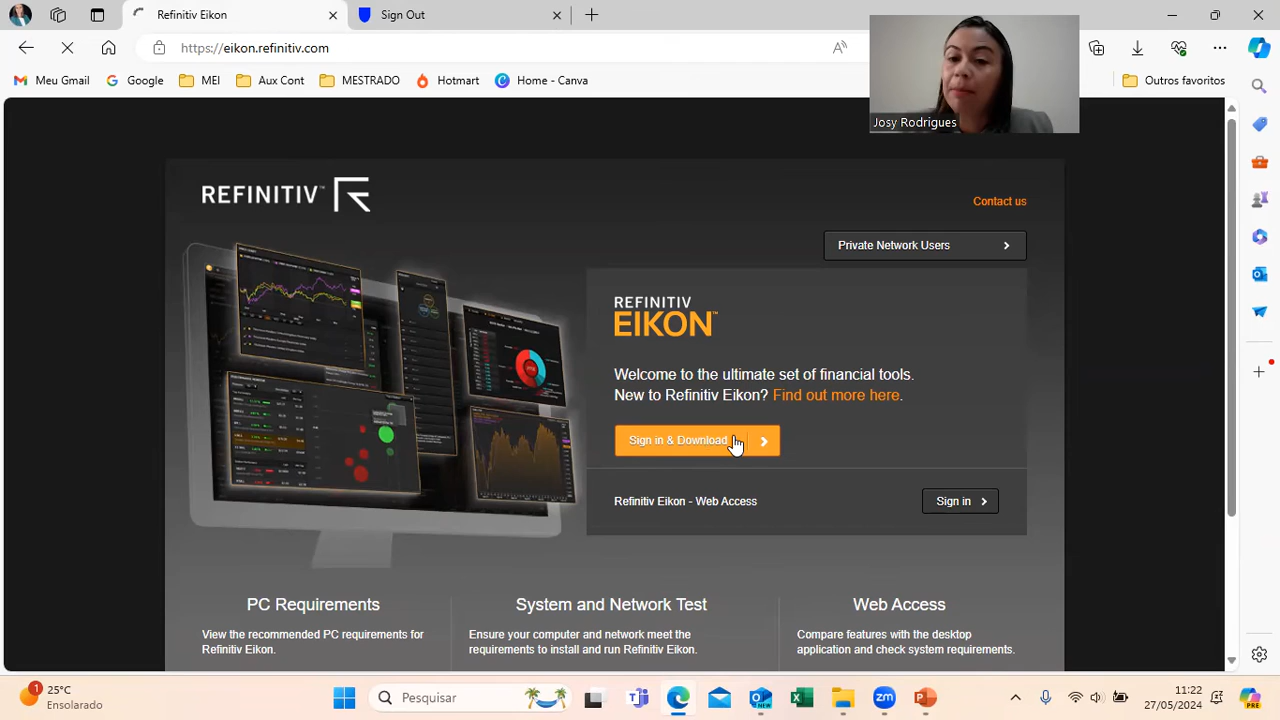 Refinitiv Eikon
Sign Out
https://eikon.refinitiv.com
Meu Gmail
Google
MEI
Aux Cont
MESTRADO
Hotmart
Home - Canva
Outros favoritos
Josy Rodrigues
REFINITIV
Contact us
Private Network Users
REFINITIV
EIKON™
Welcome to the ultimate set of financial tools.
New to Refinitiv Eikon? Find out more here.
Sign in & Download
Refinitiv Eikon - Web Access
Sign in
PC Requirements
View the recommended PC requirements for
Refinitiv Eikon.
System and Network Test
Ensure your computer and network meet the
requirements to install and run Refinitiv Eikon.
Web Access
Compare features with the desktop
application and check system requirements.
1
25°C
Ensolarado
Pesquisar
NEW
zm
11:22
27/05/2024
PRE